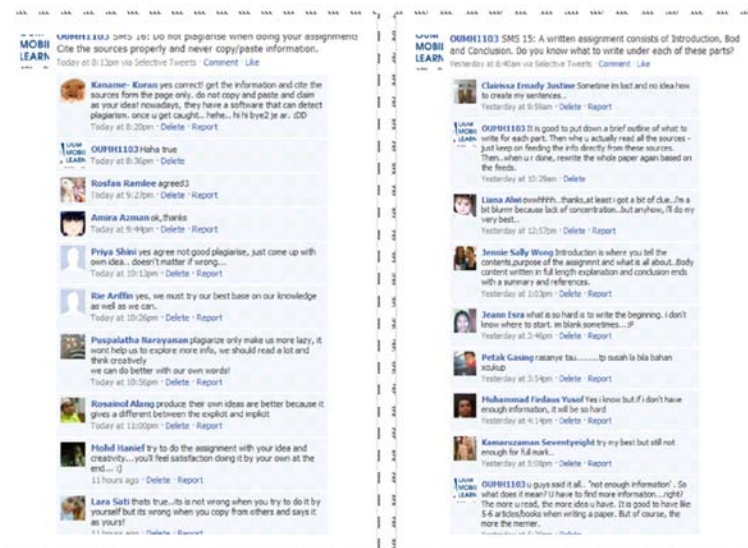 OUMH1103 SMS 16: Do not plagiarise when doing your assignment!
Cite the sources properly and never copy/paste information.
Today at 8:13pm via Selective Tweets · Comment · Like
Kaname- Kuran yes correct! get the information and cite the
sources form the page only. do not copy and paste and claim
as your idea! nowadays, they have a software that can detect
plagiarism. once u get caught.. hehe... hi hi bye2 je ar. :DD
Today at 8:20pm · Delete · Report
OUMH1103 Haha true
Today at 8:36pm · Delete
Rosfan Ramlee agreed3
Today at 9:27pm · Delete · Report
Amira Azman ok,thanks
Today at 9:44pm · Delete · Report
Priya Shini yes agree not good plagiarise, just come up with
own idea.. doesn't matter if wrong...
Today at 10:13pm · Delete · Report
Rie Ariffin yes, we must try our best base on our knowledge
as well as we can.
Today at 10:26pm · Delete · Report
Puspalatha Narayanan plagiarize only make us more lazy, it
wont help us to explore more info, we should read a lot and
think creatively
we can do better with our own words!
Today at 10:56pm · Delete · Report
Rosainol Alang produce their own ideas are better because it
gives a different between the explicit and implicit
Today at 11:00pm · Delete · Report
Mohd Hanief try to do the assignment with your idea and
creativity...you'll feel satisfaction doing it by your own at the
end... :)
11 hours ago · Delete · Report
Lara Sati thats true..its is not wrong when you try to do it by
yourself but its wrong when you copy from others and says it
as yours!
11 hours ago · Delete · Report
OUM
MOBIL
LEARN
OUMH1103 SMS 15: A written assignment consists of Introduction, Bod
and Conclusion. Do you know what to write under each of these parts?
Yesterday at 8:40am via Selective Tweets · Comment · Like
Clairissa Ernady Justine Sometime im lost and no idea how
to create my sentences..
Yesterday at 9:59am · Delete · Report
OUMH1103 It is good to put down a brief outline of what to
write for each part. Then whe u actually read all the sources -
just keep on feeding the info directly from these sources.
Then..when u r done, rewrite the whole paper again based on
the feeds.
Yesterday at 10:29am · Delete
Liana Alwi owwhhhh...thanks,at least i got a bit of clue../m a
bit blurrrr because lack of concentration..but anyhow, I'll do my
very best..
Yesterday at 12:57pm · Delete · Report
Jennie Sally Wong Introduction is where you tell the
contents,purpose of the assigmnt and what is all about..Body
content written in full length explanation and conclusion ends
with a summary and references.
Yesterday at 1:03pm · Delete · Report
Jeann Esra what is so hard is to write the beginning. i don't
know where to start. im blank sometimes...:P
Yesterday at 2:46pm · Delete · Report
Petak Gasing rasanye tau.......tp susah la bila bahan
xcukup
Yesterday at 3:54pm · Delete · Report
Muhammad Firdaus Yusof Yes i know but if i don't have
enough information, it will be so hard
Yesterday at 4:14pm · Delete · Report
Kamaruzaman Seventyeight try my best but still not
enough for full mark..
Yesterday at 5:08pm · Delete · Report
OUMH1103 u guys said it all.. "not enough information'. So
what does it mean? U have to find more information....right?
The more u read, the more idea u have. It is good to have like
5-6 articles/books when writing a paper. But of course, the
more the merrier.